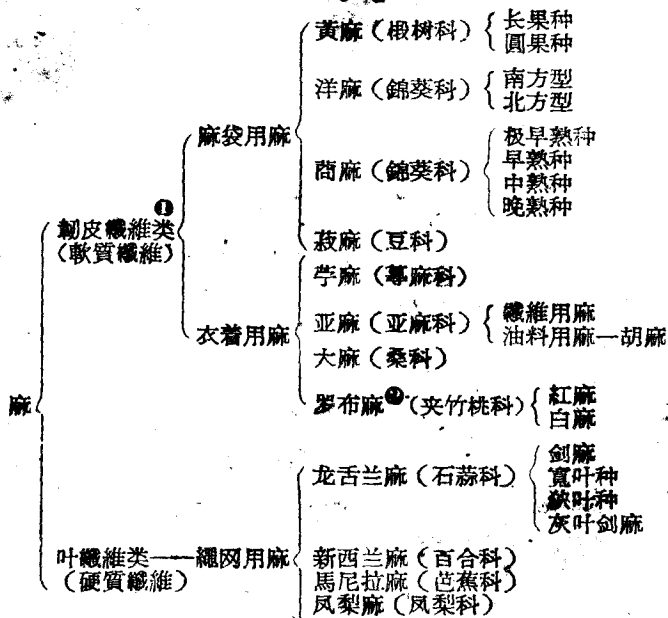 黃麻（椴树科）
长果种
圓果种
洋麻（錦葵科）
南方型
北方型
麻袋用麻
商麻（錦葵科）
极早熟种
早熟种
中熟种
晚熟种
韌皮纖維类❶
（軟質纖維）
菽麻（豆科）
苧麻（蕁麻科）
衣着用麻
亚麻（亚麻科）
纖維用麻
油料用麻—胡麻
大麻（桑科）
麻
罗布麻❷（夹竹桃科）
紅麻
白麻
龙舌兰麻（石蒜科）
劍麻
寬叶种
狹叶种
灰叶剑麻
叶纖維类——繩网用麻
（硬質纖維）
新西兰麻（百合科）
馬尼拉麻（芭蕉科）
凤梨麻（凤梨科）